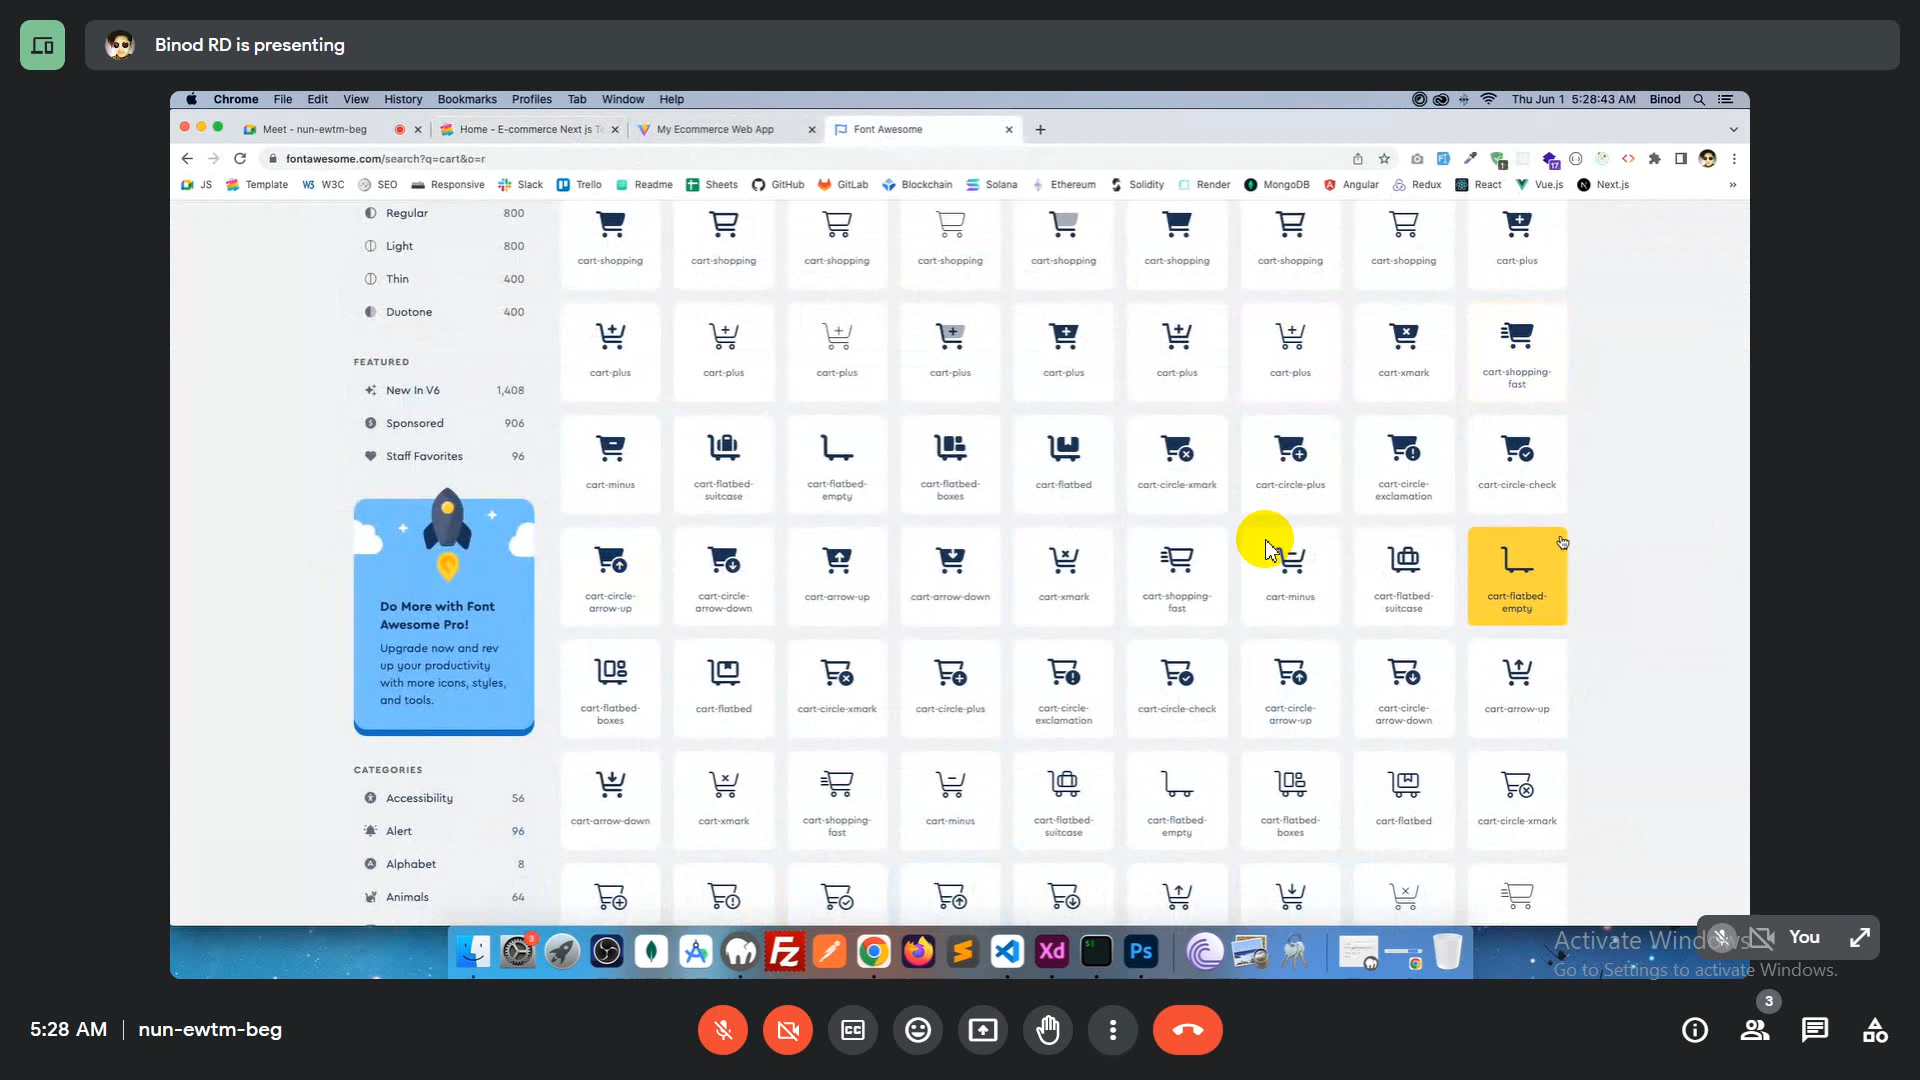 Binod RD is presenting
Chrome File Edit View History Bookmarks Profiles Tab Window Help
Thu Jun 1 5:28:43 AM Binod
Meet - nun-ewtm-beg
Home - E-commerce Next js Te
My Ecommerce Web App
Font Awesome
fontawesome.com/search?q=cart&o=r
JS Template W3C SEO Responsive Slack Trello Readme Sheets GitHub GitLab Blockchain Solana Ethereum Solidity Render MongoDB Angular Redux React Vue.js Next.js
Regular 800
Light 800
Thin 400
Duotone 400
FEATURED
New In V6 1,408
Sponsored 906
Staff Favorites 96
Do More with Font
Awesome Pro!
Upgrade now and rev
up your productivity
with more icons, styles,
and tools.
CATEGORIES
Accessibility 56
Alert 96
Alphabet 8
Animals 64
cart-shopping cart-shopping cart-shopping cart-shopping cart-shopping cart-shopping cart-shopping cart-shopping cart-plus
cart-plus cart-plus cart-plus cart-plus cart-plus cart-plus cart-plus cart-xmark cart-shopping-
fast
cart-minus cart-flatbed- cart-flatbed- cart-flatbed- cart-flatbed cart-circle-xmark cart-circle-plus cart-circle- cart-circle-check
suitcase empty boxes exclamation
cart-circle- cart-circle- cart-arrow-up cart-arrow-down cart-xmark cart-shopping- cart-minus cart-flatbed- cart-flatbed-
arrow-up arrow-down fast suitcase empty
cart-flatbed- cart-flatbed cart-circle-xmark cart-circle-plus cart-circle- cart-circle-check cart-circle- cart-circle- cart-arrow-up
boxes exclamation arrow-up arrow-down
cart-arrow-down cart-xmark cart-shopping- cart-minus cart-flatbed- cart-flatbed- cart-flatbed- cart-flatbed cart-circle-xmark
fast suitcase empty boxes
3
Fz
Xd
Ps
Activate Windows
Go to Settings to activate Windows.
You
5:28 AM | nun-ewtm-beg
CC
3